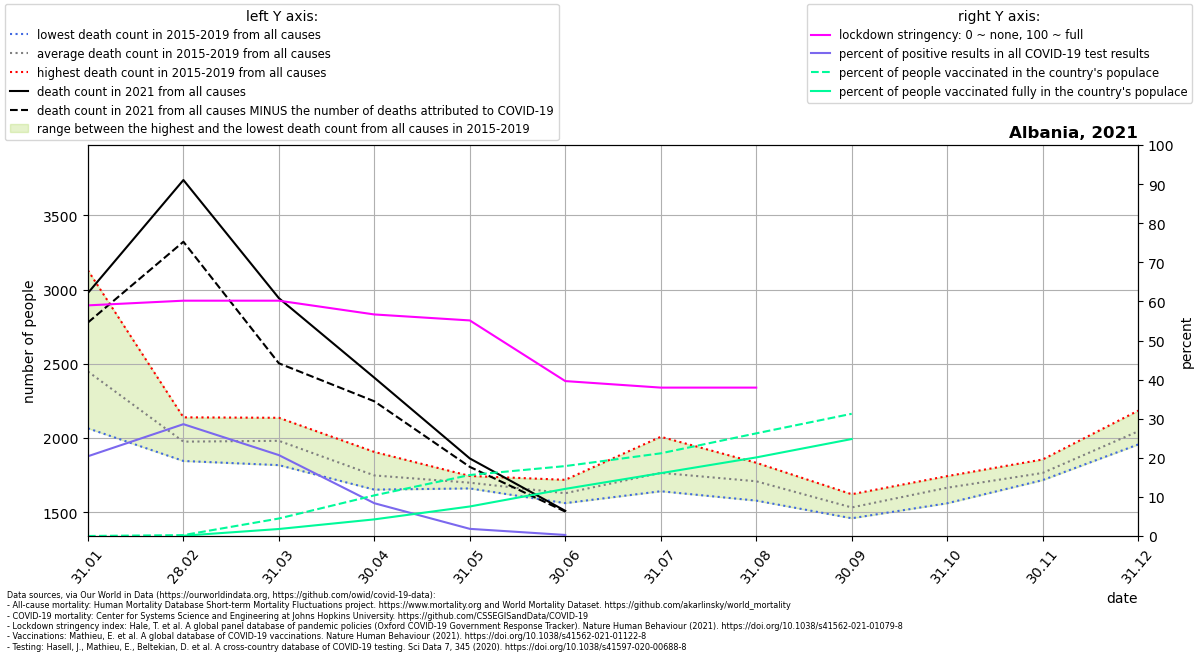 left Y axis:
lowest death count in 2015-2019 from all causes
average death count in 2015-2019 from all causes
highest death count in 2015-2019 from all causes
death count in 2021 from all causes
death count in 2021 from all causes MINUS the number of deaths attributed to COVID-19
range between the highest and the lowest death count from all causes in 2015-2019
right Y axis:
lockdown stringency: 0 ~ none, 100 ~ full
percent of positive results in all COVID-19 test results
percent of people vaccinated in the country's populace
percent of people vaccinated fully in the country's populace
Albania, 2021
number of people
3500
3000
2500
2000
1500
100
90
80
70
60
50
40
30
20
10
0
percent
31.01
28.02
31.03
30.04
31.05
30.06
31.07
31.08
30.09
31.10
30.11
31.12
date
Data sources, via Our World in Data (https://ourworldindata.org, https://github.com/owid/covid-19-data):
- All-cause mortality: Human Mortality Database Short-term Mortality Fluctuations project. https://www.mortality.org and World Mortality Dataset. https://github.com/akarlinsky/world_mortality
- COVID-19 mortality: Center for Systems Science and Engineering at Johns Hopkins University. https://github.com/CSSEGISandData/COVID-19
- Lockdown stringency index: Hale, T. et al. A global panel database of pandemic policies (Oxford COVID-19 Government Response Tracker). Nature Human Behaviour (2021). https://doi.org/10.1038/s41562-021-01079-8
- Vaccinations: Mathieu, E. et al. A global database of COVID-19 vaccinations. Nature Human Behaviour (2021). https://doi.org/10.1038/s41562-021-01122-8
- Testing: Hasell, J., Mathieu, E., Beltekian, D. et al. A cross-country database of COVID-19 testing. Sci Data 7, 345 (2020). https://doi.org/10.1038/s41597-020-00688-8